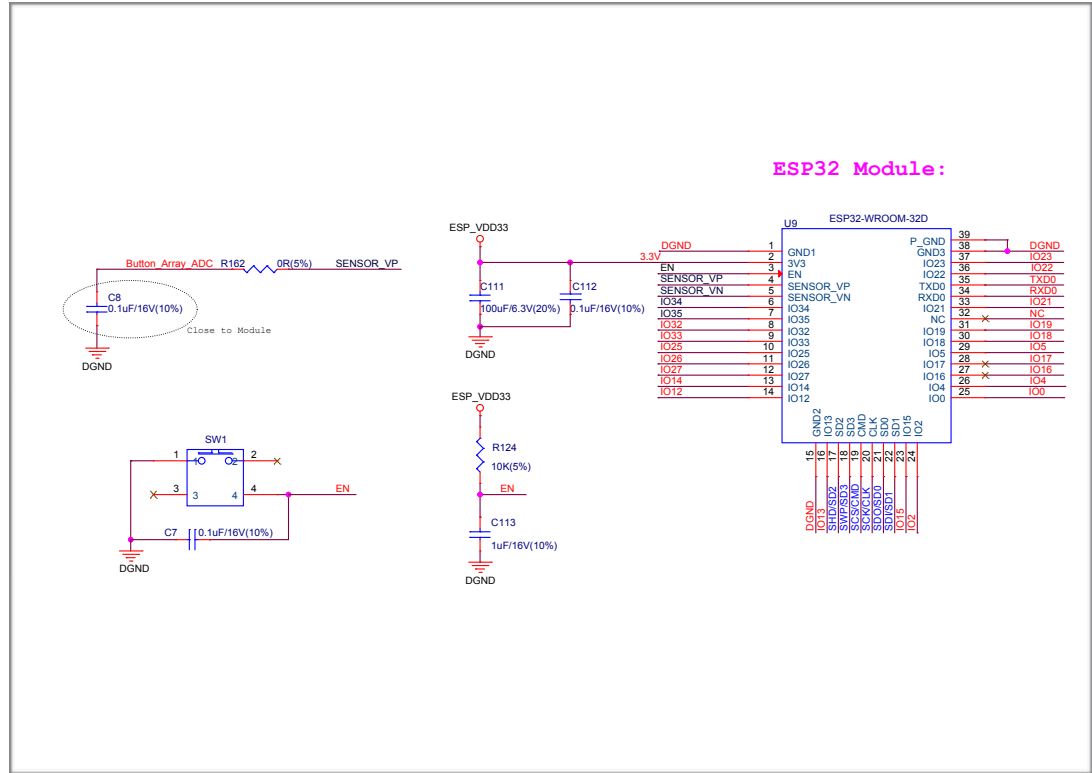 ESP32 Module:
Button_Array_ADC R162 0R(5%) SENSOR_VP
C8
0.1uF/16V(10%)
Close to Module
DGND
ESP_VDD33
C111
100uF/6.3V(20%)
C112
0.1uF/16V(10%)
DGND
SW1
1 1 2 2
3 3 4 4 EN
C7 0.1uF/16V(10%)
DGND
ESP_VDD33
R124
10K(5%)
EN
C113
1uF/16V(10%)
DGND
U9 ESP32-WROOM-32D
DGND 1 GND1
3.3V 2 3V3
EN 3 EN
SENSOR_VP 4 SENSOR_VP
SENSOR_VN 5 SENSOR_VN
IO34 6 IO34
IO35 7 IO35
IO32 8 IO32
IO33 9 IO33
IO25 10 IO25
IO26 11 IO26
IO27 12 IO27
IO14 13 IO14
IO12 14 IO12
P_GND 39
GND3 38 DGND
IO23 37 IO23
IO22 36 IO22
TXD0 35 TXD0
RXD0 34 RXD0
IO21 33 IO21
NC 32 NC
IO19 31 IO19
IO18 30 IO18
IO5 29 IO5
IO17 28 IO17
IO16 27 IO16
IO4 26 IO4
IO0 25 IO0
GND2 15 DGND
IO13 16 IO13
SD2 17 SHD/SD2
SD3 18 SWP/SD3
CMD 19 SCS/CMD
CLK 20 SCK/CLK
SD0 21 SDO/SD0
SD1 22 SDI/SD1
IO15 23 IO15
IO2 24 IO2